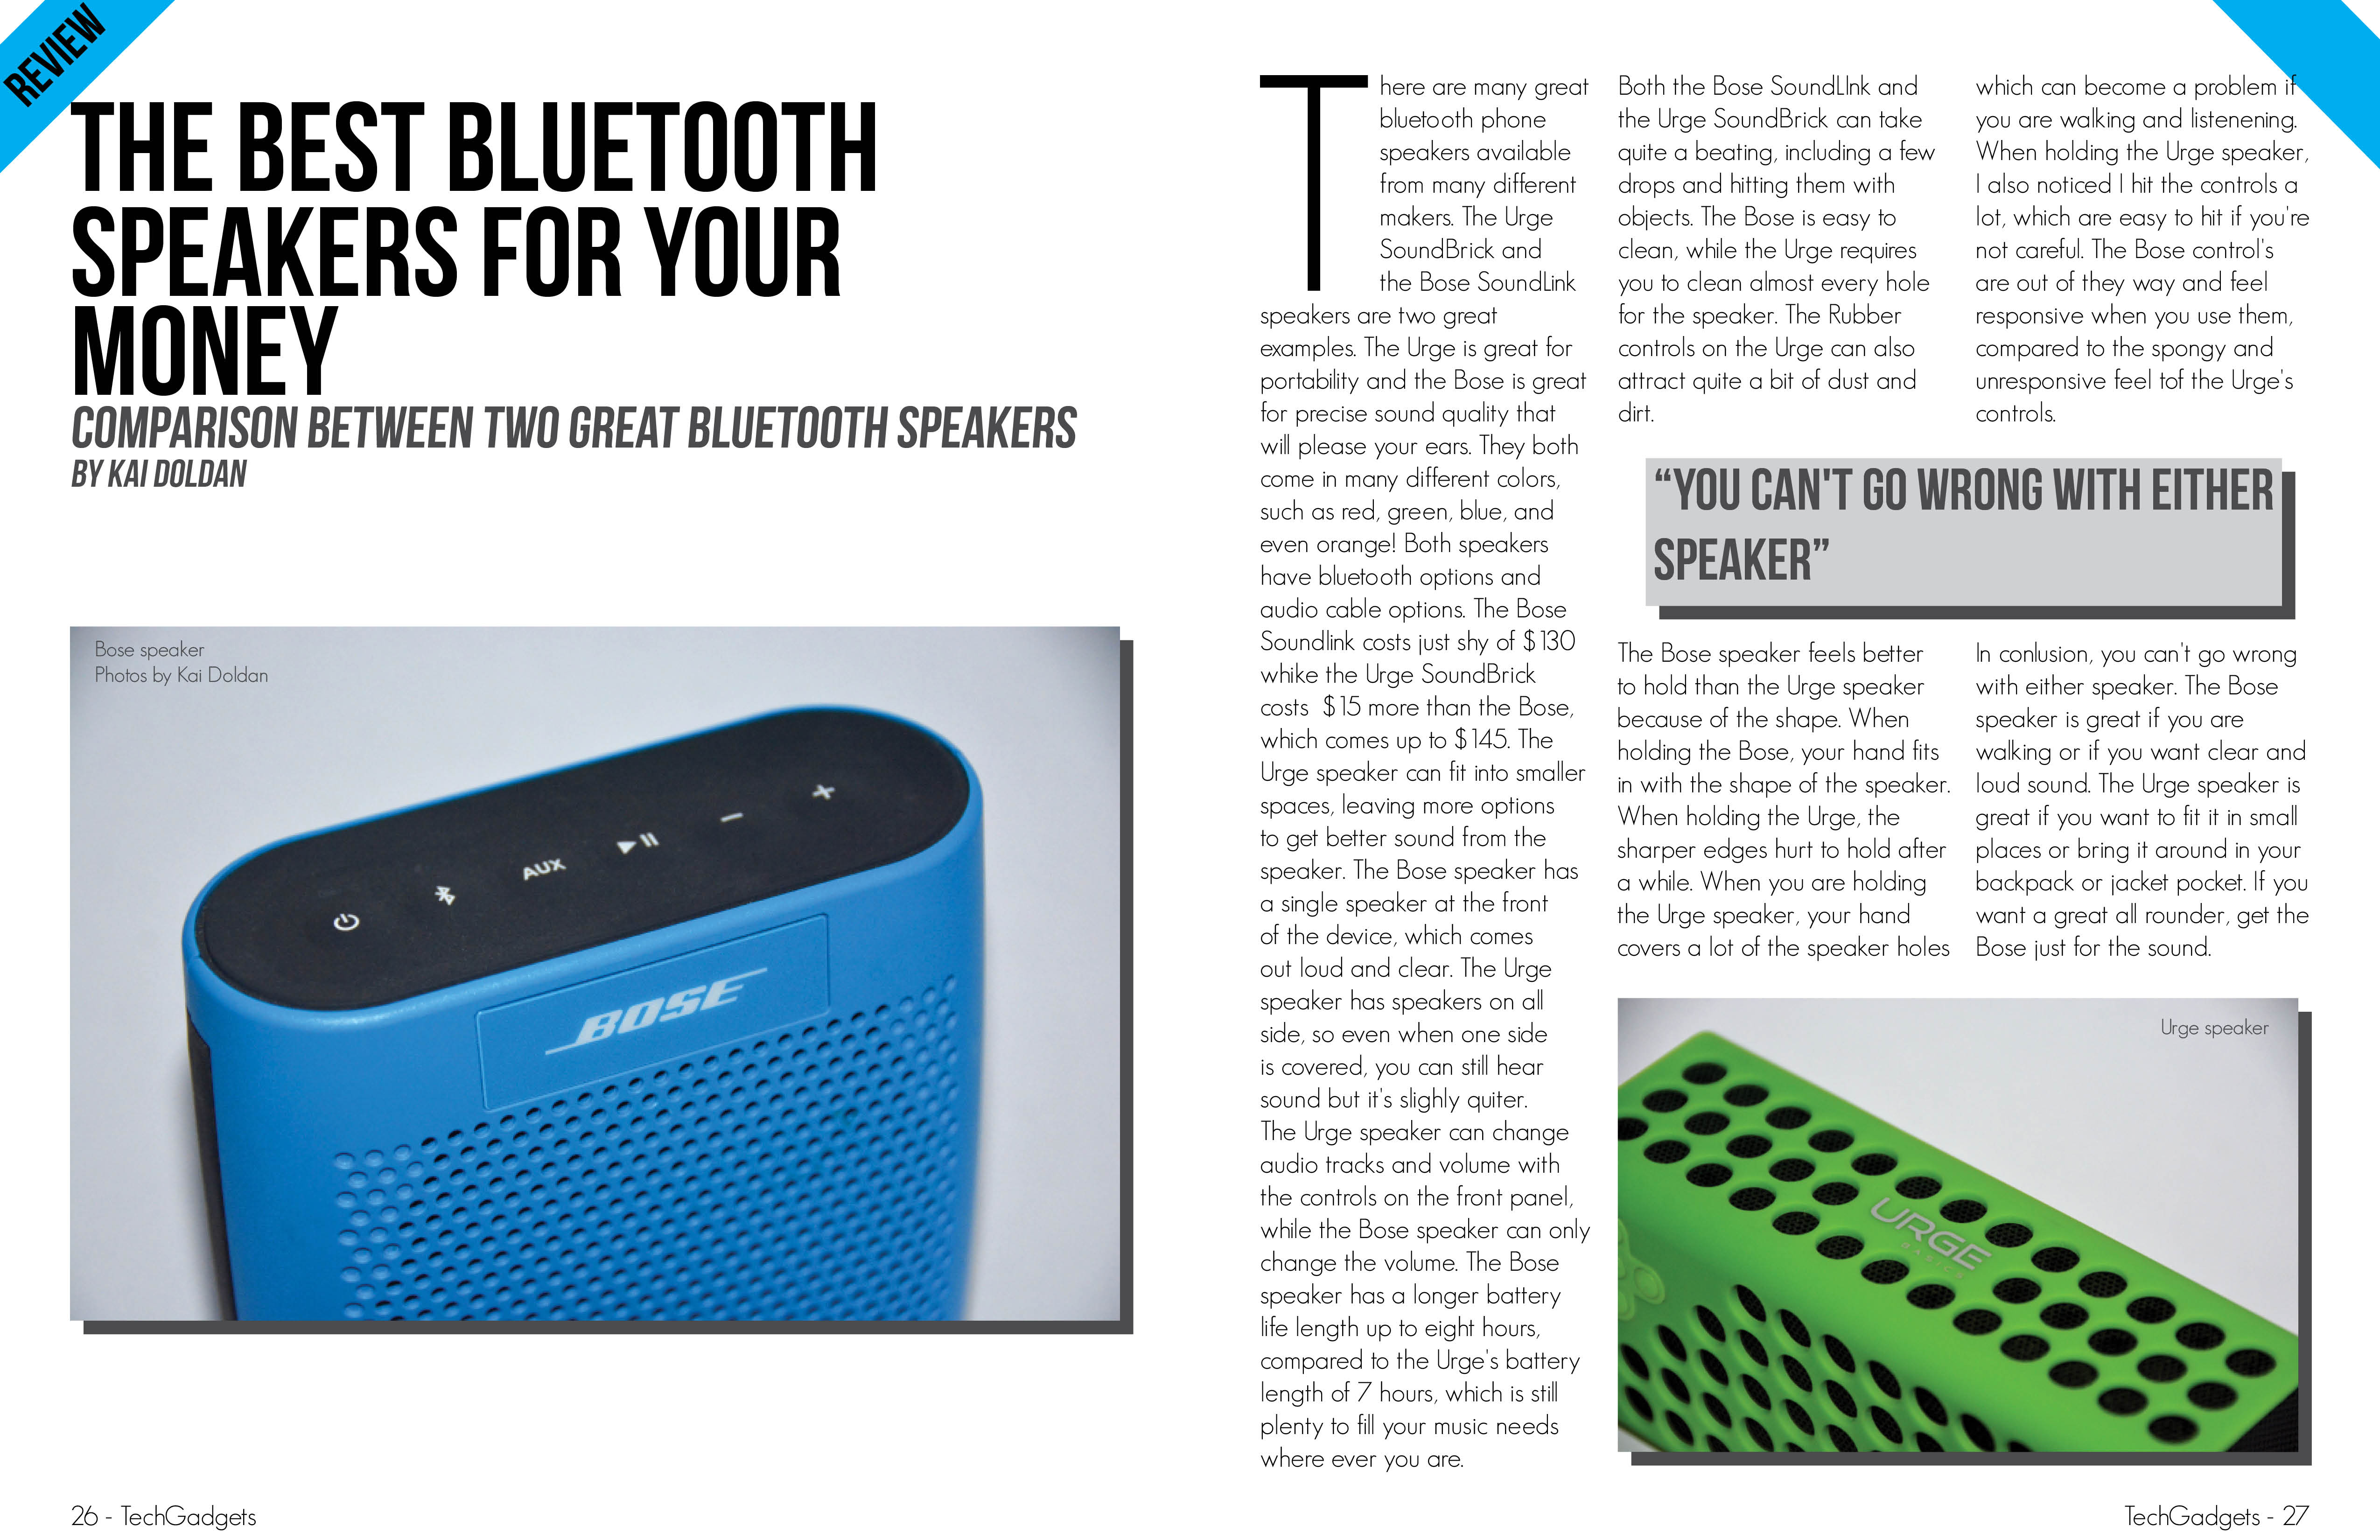 REVIEW
THE BEST BLUETOOTH
SPEAKERS FOR YOUR
MONEY
COMPARISON BETWEEN TWO GREAT BLUETOOTH SPEAKERS
BY KAI DOLDAN
Bose speaker
Photos by Kai Doldan
AUX
BOSE
26 - TechGadgets
There are many great
bluetooth phone
speakers available
from many different
makers. The Urge
SoundBrick and
the Bose SoundLink
speakers are two great
examples. The Urge is great for
portability and the Bose is great
for precise sound quality that
will please your ears. They both
come in many different colors,
such as red, green, blue, and
even orange! Both speakers
have bluetooth options and
audio cable options. The Bose
Soundlink costs just shy of $130
whike the Urge SoundBrick
costs  $15 more than the Bose,
which comes up to $145. The
Urge speaker can fit into smaller
spaces, leaving more options
to get better sound from the
speaker. The Bose speaker has
a single speaker at the front
of the device, which comes
out loud and clear. The Urge
speaker has speakers on all
side, so even when one side
is covered, you can still hear
sound but it's slighly quiter.
The Urge speaker can change
audio tracks and volume with
the controls on the front panel,
while the Bose speaker can only
change the volume. The Bose
speaker has a longer battery
life length up to eight hours,
compared to the Urge's battery
length of 7 hours, which is still
plenty to fill your music needs
where ever you are.
Both the Bose SoundLInk and
the Urge SoundBrick can take
quite a beating, including a few
drops and hitting them with
objects. The Bose is easy to
clean, while the Urge requires
you to clean almost every hole
for the speaker. The Rubber
controls on the Urge can also
attract quite a bit of dust and
dirt.
The Bose speaker feels better
to hold than the Urge speaker
because of the shape. When
holding the Bose, your hand fits
in with the shape of the speaker.
When holding the Urge, the
sharper edges hurt to hold after
a while. When you are holding
the Urge speaker, your hand
covers a lot of the speaker holes
which can become a problem if
you are walking and listenening.
When holding the Urge speaker,
I also noticed I hit the controls a
lot, which are easy to hit if you're
not careful. The Bose control's
are out of they way and feel
responsive when you use them,
compared to the spongy and
unresponsive feel tof the Urge's
controls.
“YOU CAN'T GO WRONG WITH EITHER
SPEAKER”
In conlusion, you can't go wrong
with either speaker. The Bose
speaker is great if you are
walking or if you want clear and
loud sound. The Urge speaker is
great if you want to fit it in small
places or bring it around in your
backpack or jacket pocket. If you
want a great all rounder, get the
Bose just for the sound.
Urge speaker
URGE
BASICS
TechGadgets - 27